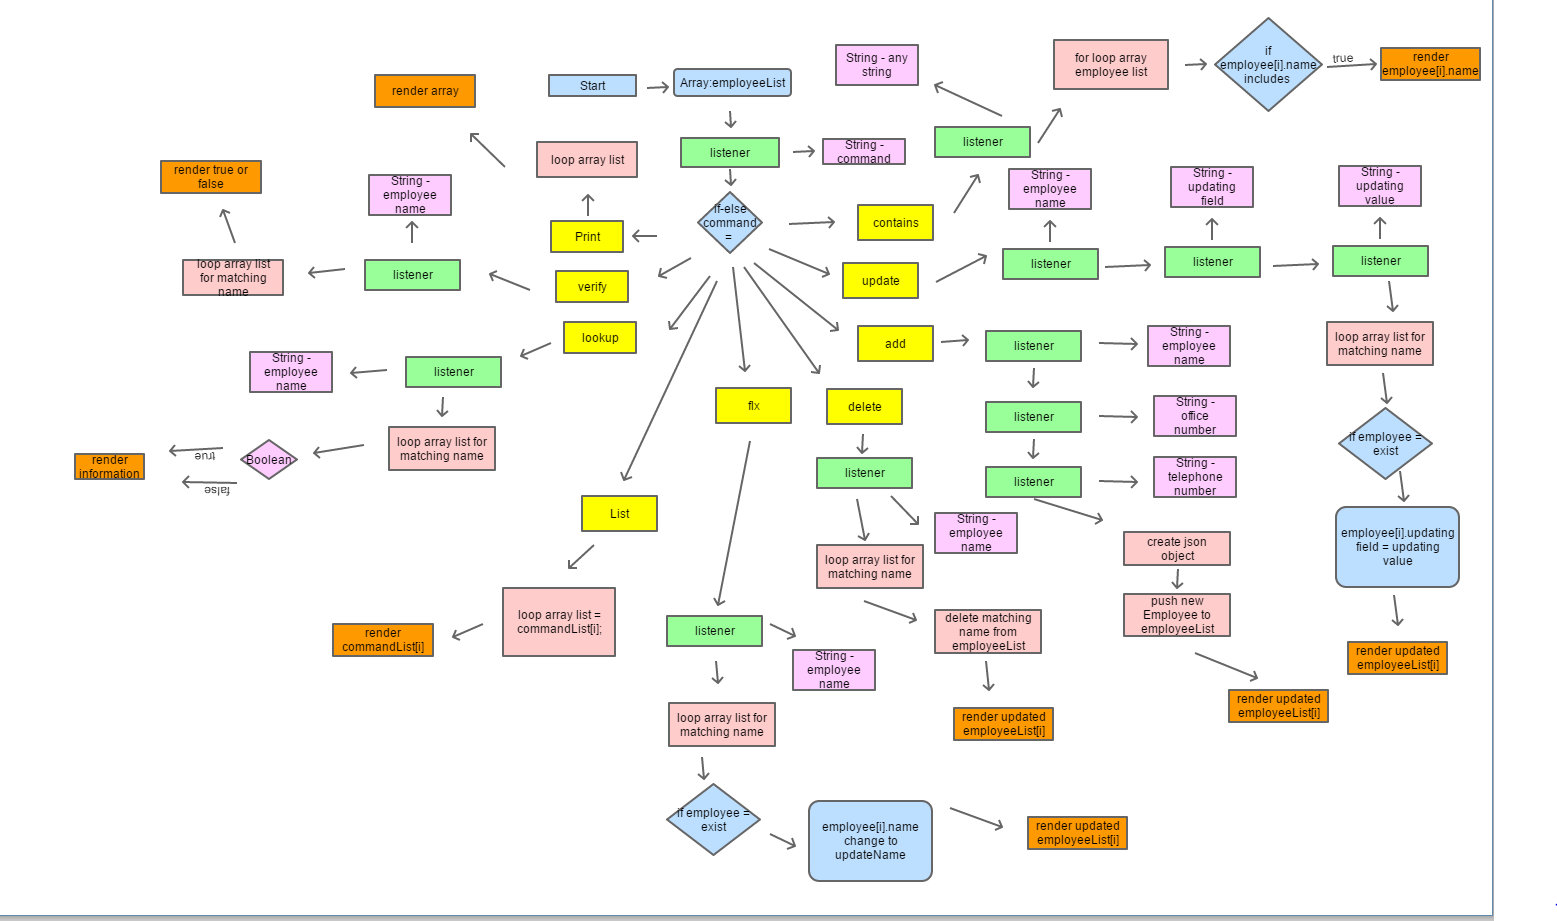 Start
Array:employeeList
listener
String -
command
if-else
command
=
render array
loop array list
Print
render true or
false
String -
employee
name
loop array list
for matching
name
listener
verify
lookup
String -
employee
name
listener
loop array list for
matching name
Boolean
true
false
render
information
List
loop array list =
commandList[i];
render
commandList[i]
flx
listener
String -
employee
name
loop array list for
matching name
if employee =
exist
employee[i].name
change to
updateName
render updated
employeeList[i]
delete
listener
String -
employee
name
loop array list for
matching name
delete matching
name from
employeeList
render updated
employeeList[i]
add
listener
String -
employee
name
listener
String -
office
number
listener
String -
telephone
number
create json
object
push new
Employee to
employeeList
render updated
employeeList[i]
update
listener
String -
employee
name
listener
String -
updating
field
listener
String -
updating
value
loop array list for
matching name
if employee =
exist
employee[i].updating
field = updating
value
render updated
employeeList[i]
contains
listener
String - any
string
for loop array
employee list
if
employee[i].name
includes
true
render
employee[i].name